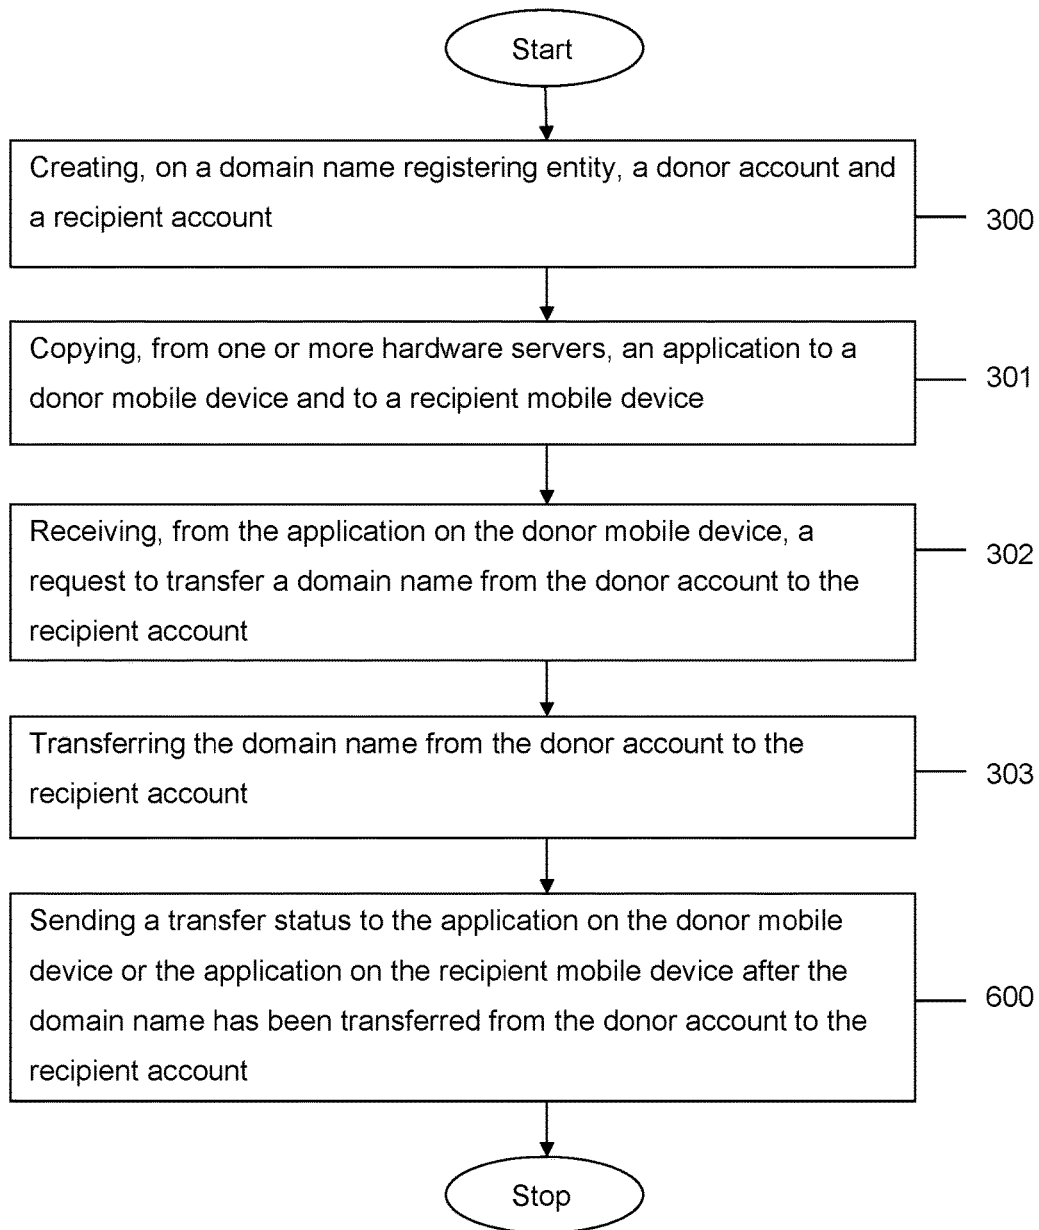 Start
Creating, on a domain name registering entity, a donor account and
a recipient account
300
Copying, from one or more hardware servers, an application to a
donor mobile device and to a recipient mobile device
301
Receiving, from the application on the donor mobile device, a
request to transfer a domain name from the donor account to the
recipient account
302
Transferring the domain name from the donor account to the
recipient account
303
Sending a transfer status to the application on the donor mobile
device or the application on the recipient mobile device after the
domain name has been transferred from the donor account to the
recipient account
600
Stop